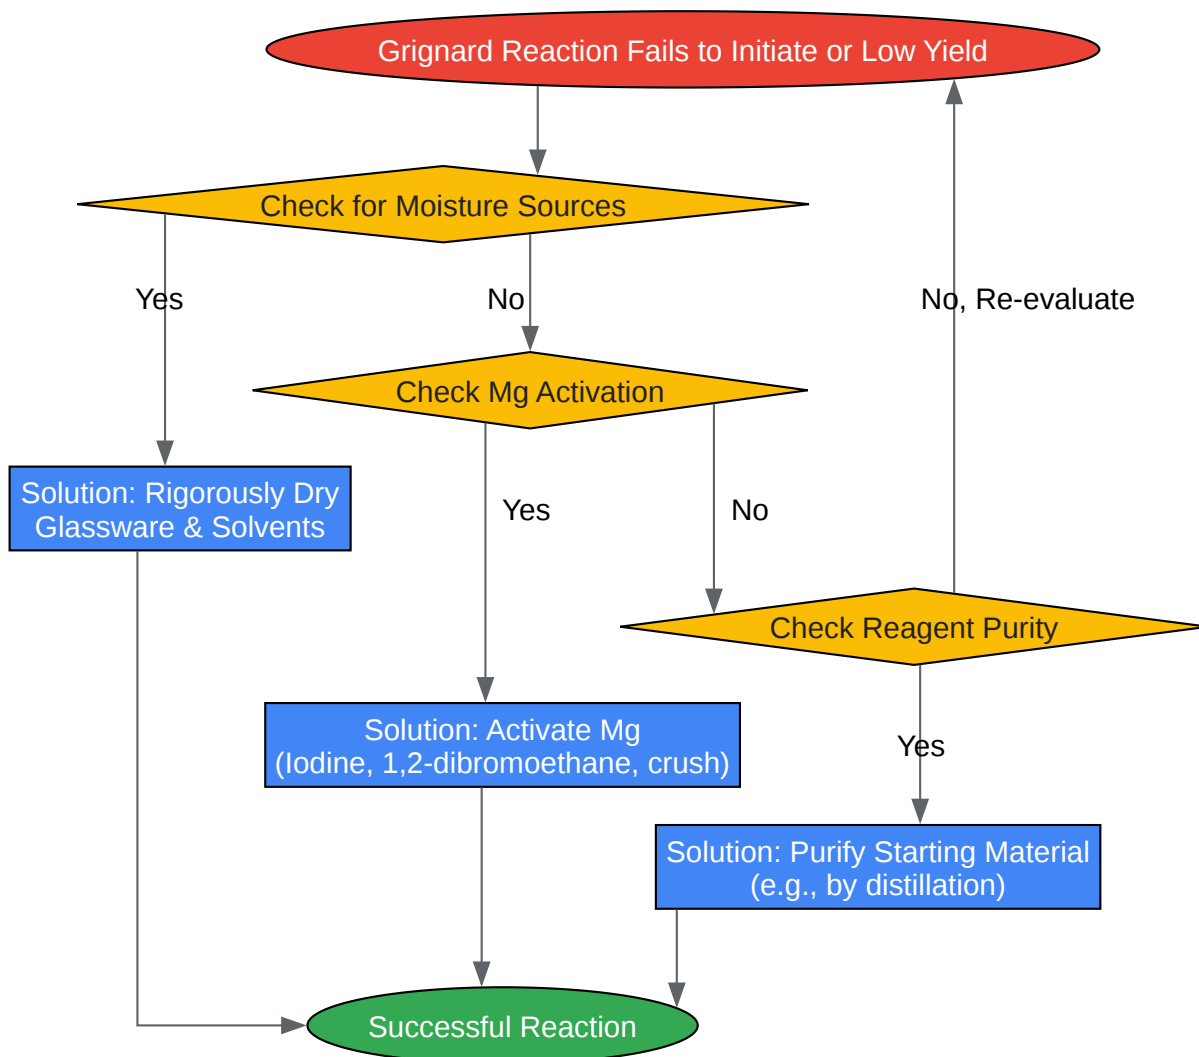 Grignard Reaction Fails to Initiate or Low Yield
Check for Moisture Sources
Yes
No
No, Re-evaluate
Check Mg Activation
Solution: Rigorously Dry
Glassware & Solvents
Yes
No
Check Reagent Purity
Solution: Activate Mg
(Iodine, 1,2-dibromoethane, crush)
Yes
Solution: Purify Starting Material
(e.g., by distillation)
Successful Reaction